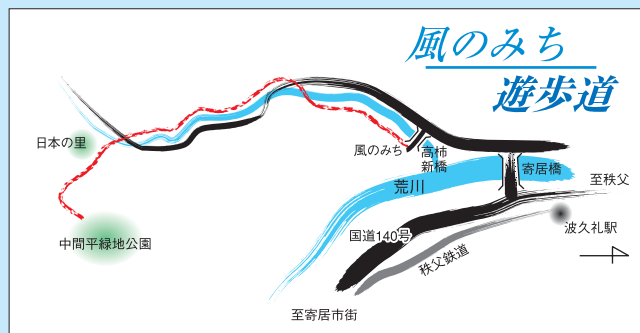 風のみち
遊歩道
日本の里
風のみち
高柿
新橋
寄居橋
荒川
至秩父
国道140号
波久礼駅
中間平緑地公園
秩父鉄道
至寄居市街